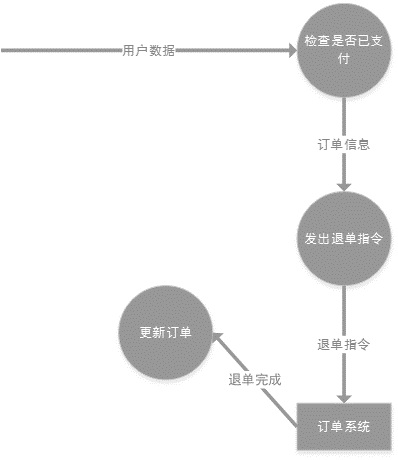 检查是否已支
付
用户数据
订单信息
发出退单指令
更新订单
退单指令
退单完成
订单系统